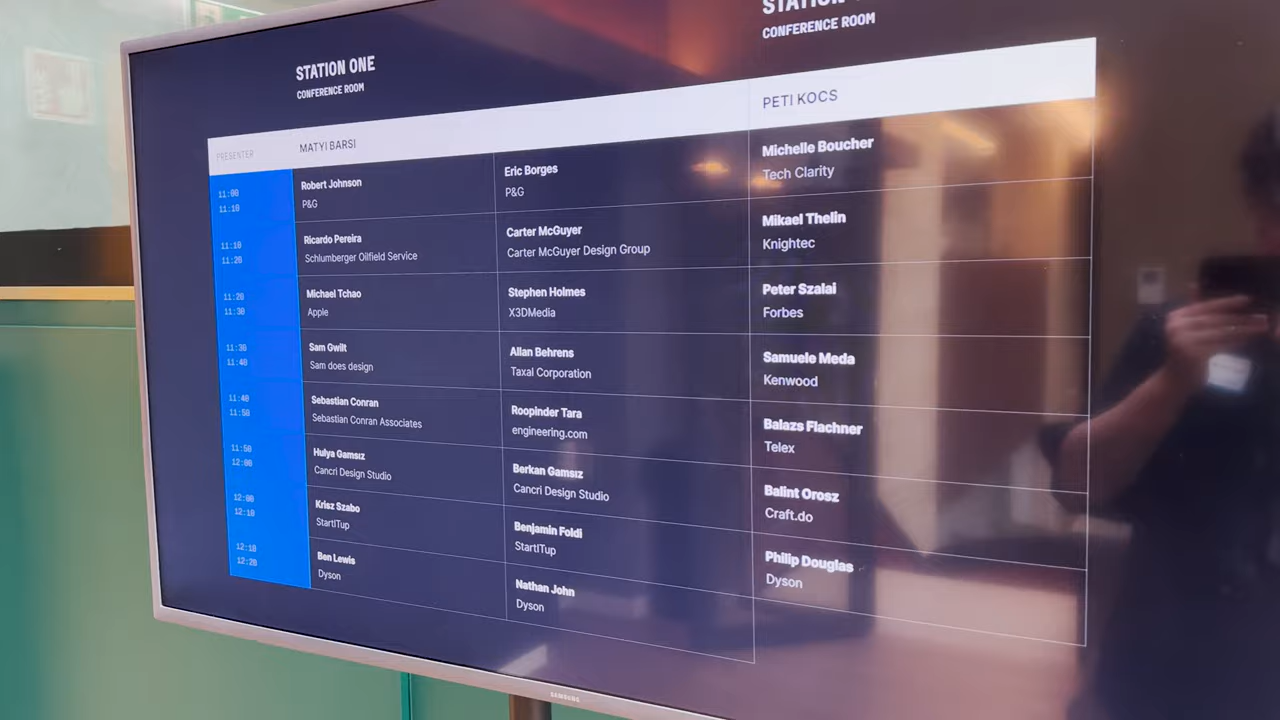 STATION ONE
CONFERENCE ROOM
STATION
CONFERENCE ROOM
PRESENTER
MATYI BARSI
PETI KOCS
11:00
11:10
Robert Johnson
P&G
Eric Borges
P&G
Michelle Boucher
Tech Clarity
11:10
11:20
Ricardo Pereira
Schlumberger Oilfield Service
Carter McGuyer
Carter McGuyer Design Group
Mikael Thelin
Knightec
11:20
11:30
Michael Tchao
Apple
Stephen Holmes
X3DMedia
Peter Szalai
Forbes
11:30
11:40
Sam Gwilt
Sam does design
Allan Behrens
Taxal Corporation
Samuele Meda
Kenwood
11:40
11:50
Sebastian Conran
Sebastian Conran Associates
Roopinder Tara
engineering.com
Balazs Flachner
Telex
11:50
12:00
Hulya Gamsız
Cancri Design Studio
Berkan Gamsız
Cancri Design Studio
Balint Orosz
Craft.do
12:00
12:10
Krisz Szabo
StartITup
Benjamin Foldi
StartITup
Philip Douglas
Dyson
12:10
12:20
Ben Lewis
Dyson
Nathan John
Dyson
SAMSUNG